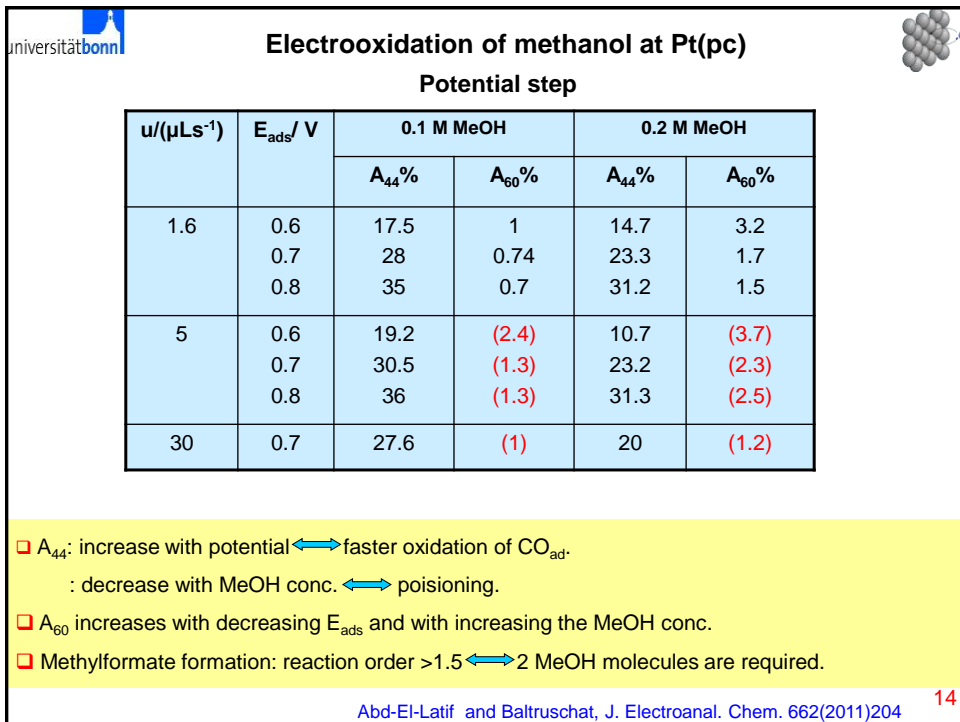 universitätbonn
Electrooxidation of methanol at Pt(pc)
Potential step
u/(µLs⁻¹) E_ads/ V 0.1 M MeOH 0.2 M MeOH
A₄₄% A₆₀% A₄₄% A₆₀%
1.6 0.6 17.5 1 14.7 3.2
0.7 28 0.74 23.3 1.7
0.8 35 0.7 31.2 1.5
5 0.6 19.2 (2.4) 10.7 (3.7)
0.7 30.5 (1.3) 23.2 (2.3)
0.8 36 (1.3) 31.3 (2.5)
30 0.7 27.6 (1) 20 (1.2)
A₄₄: increase with potential faster oxidation of CO_ad.
: decrease with MeOH conc. poisioning.
A₆₀ increases with decreasing E_ads and with increasing the MeOH conc.
Methylformate formation: reaction order >1.5 2 MeOH molecules are required.
Abd-El-Latif and Baltruschat, J. Electroanal. Chem. 662(2011)204
14